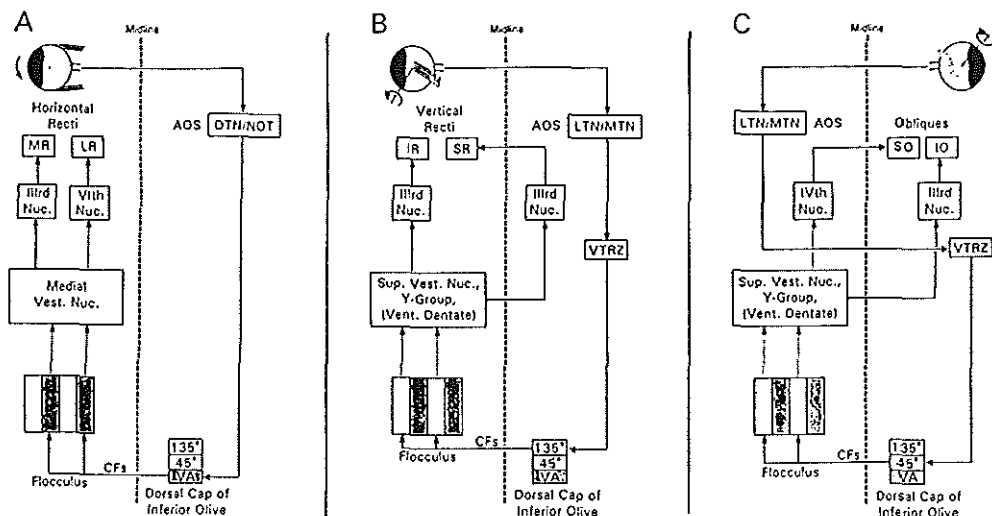 A
Midline
Horizontal
Recti
AOS
DTN/NOT
MR
LR
IIIrd
Nuc.
VIth
Nuc.
Medial
Vest. Nuc.
CFs
Flocculus
135°
45°
VA
Dorsal Cap of
Inferior Olive
B
Midline
Vertical
Recti
AOS
LTN/MTN
IR
SR
IIIrd
Nuc.
IIIrd
Nuc.
VTRZ
Sup. Vest. Nuc.,
Y-Group,
(Vent. Dentate)
CFs
Flocculus
135°
45°
VA
Dorsal Cap of
Inferior Olive
C
Midline
LTN/MTN
AOS
Obliques
SO
IO
IVth
Nuc.
IIIrd
Nuc.
VTRZ
Sup. Vest. Nuc.,
Y-Group,
(Vent. Dentate)
CFs
Flocculus
135°
45°
VA
Dorsal Cap of
Inferior Olive